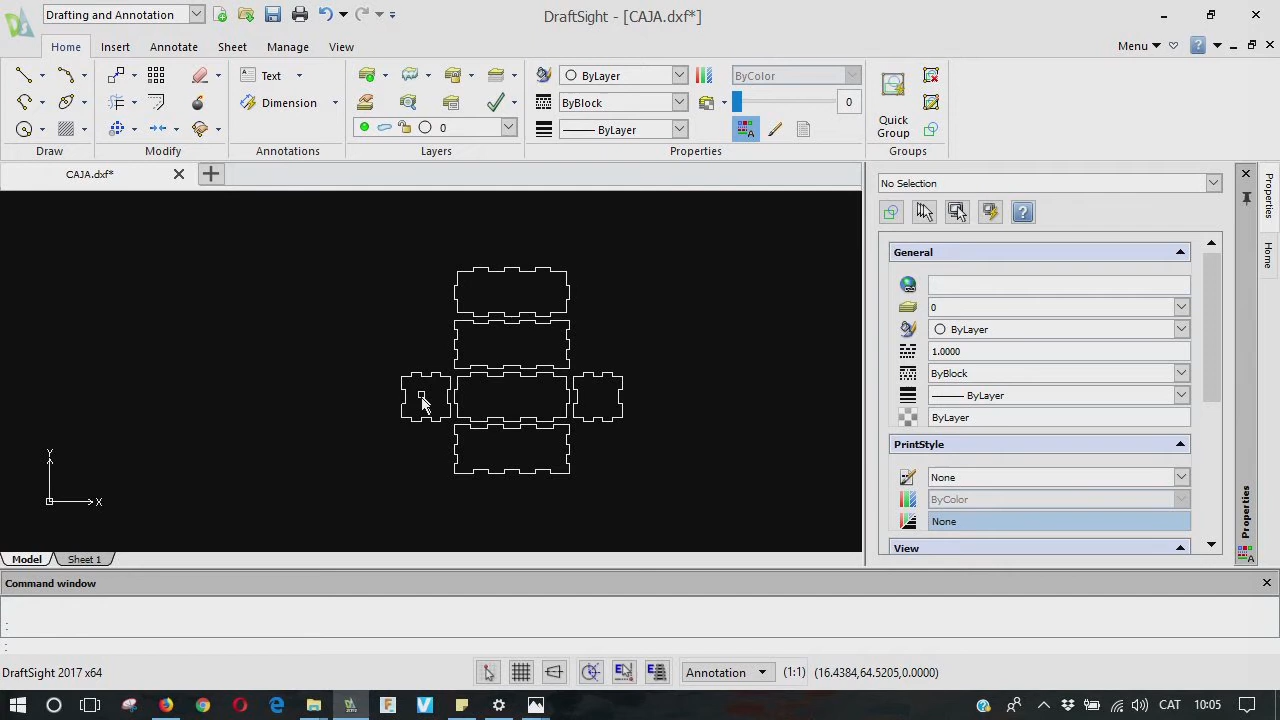 Drafting and Annotation
DraftSight - [CAJA.dxf*]
Home Insert Annotate Sheet Manage View
Menu
?
Text
Dimension
ByLayer
ByColor
ByBlock
0
ByLayer
0
Quick
Group
Draw Modify Annotations Layers Properties Groups
CAJA.dxf*
No Selection
?
General
0
ByLayer
1.0000
ByBlock
ByLayer
ByLayer
PrintStyle
None
ByColor
None
View
Properties
Home
Properties
Y
X
Model Sheet 1
Command window
:
:
DraftSight 2017 x64
Annotation
(1:1)
(16.4384,64.5205,0.0000)
CAT
10:05